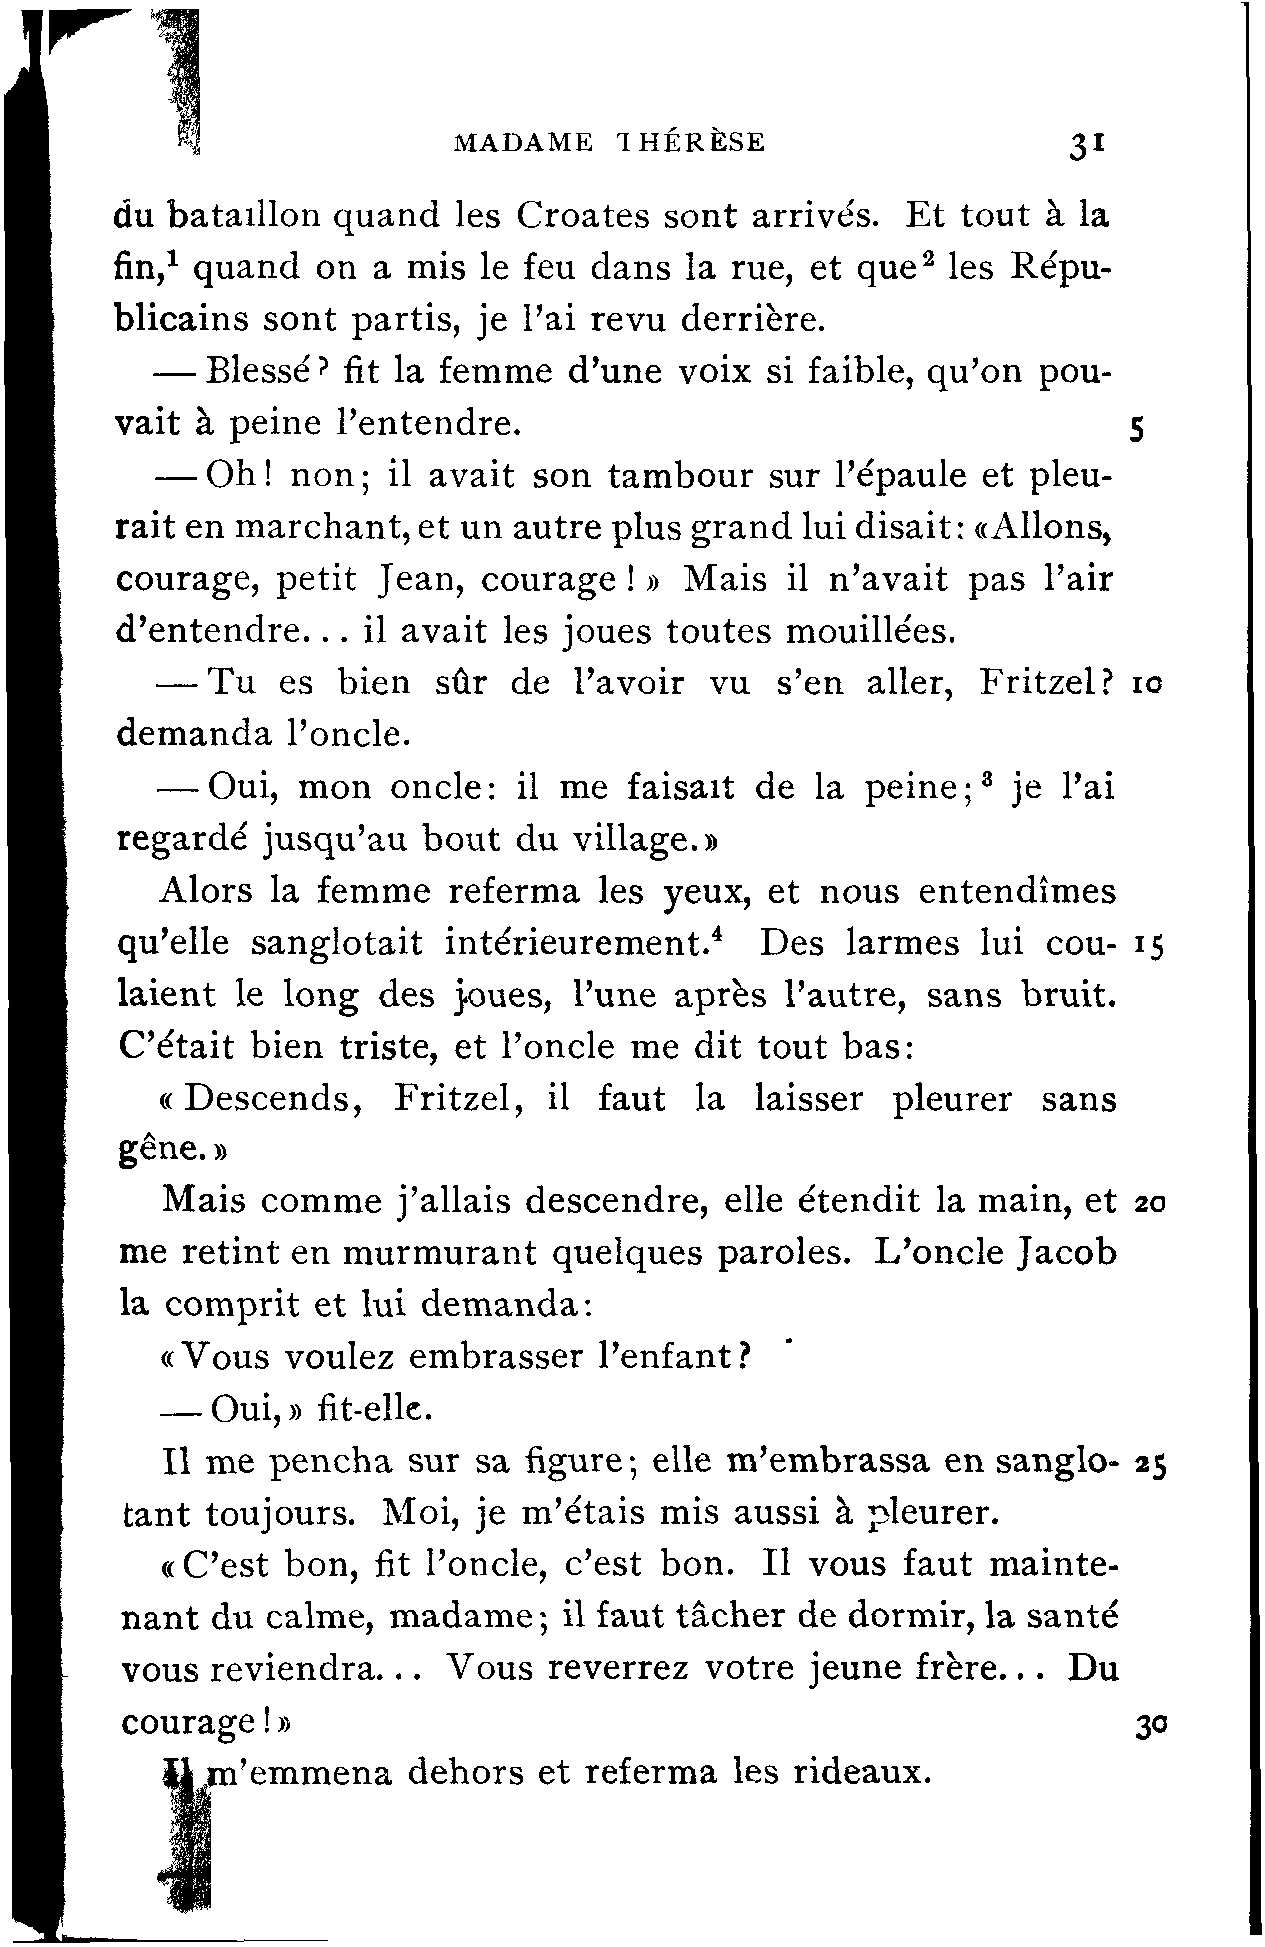 MADAME THÉRÈSE 31
du bataillon quand les Croates sont arrivés. Et tout à la
fin,¹ quand on a mis le feu dans la rue, et que² les Répu-
blicains sont partis, je l'ai revu derrière.
— Blessé? fit la femme d'une voix si faible, qu'on pou-
vait à peine l'entendre. 5
— Oh! non; il avait son tambour sur l'épaule et pleu-
rait en marchant, et un autre plus grand lui disait: «Allons,
courage, petit Jean, courage!» Mais il n'avait pas l'air
d'entendre... il avait les joues toutes mouillées.
— Tu es bien sûr de l'avoir vu s'en aller, Fritzel? 10
demanda l'oncle.
— Oui, mon oncle: il me faisait de la peine;³ je l'ai
regardé jusqu'au bout du village.»
Alors la femme referma les yeux, et nous entendîmes
qu'elle sanglotait intérieurement.⁴ Des larmes lui cou- 15
laient le long des joues, l'une après l'autre, sans bruit.
C'était bien triste, et l'oncle me dit tout bas:
«Descends, Fritzel, il faut la laisser pleurer sans
gêne.»
Mais comme j'allais descendre, elle étendit la main, et 20
me retint en murmurant quelques paroles. L'oncle Jacob
la comprit et lui demanda:
«Vous voulez embrasser l'enfant?
— Oui,» fit-elle.
Il me pencha sur sa figure; elle m'embrassa en sanglo- 25
tant toujours. Moi, je m'étais mis aussi à pleurer.
«C'est bon, fit l'oncle, c'est bon. Il vous faut mainte-
nant du calme, madame; il faut tâcher de dormir, la santé
vous reviendra... Vous reverrez votre jeune frère... Du
courage!» 30
Il m'emmena dehors et referma les rideaux.